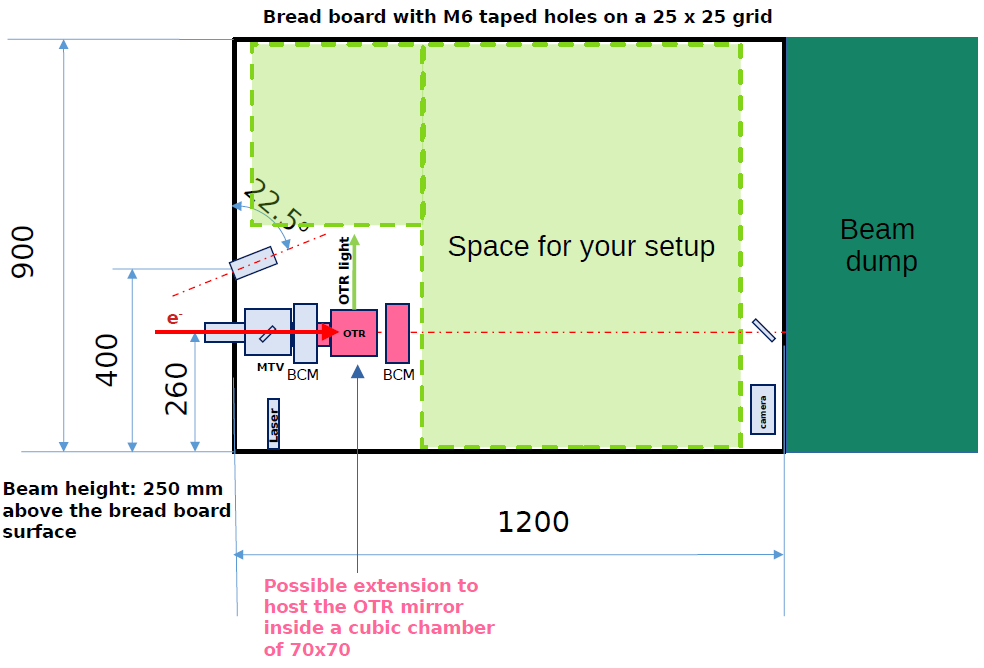 Bread board with M6 taped holes on a 25 x 25 grid
22.5°
900
OTR light
Space for your setup
Beam
dump
e-
OTR
MTV
BCM
BCM
400
260
Laser
camera
Beam height: 250 mm
above the bread board
surface
1200
Possible extension to
host the OTR mirror
inside a cubic chamber
of 70x70